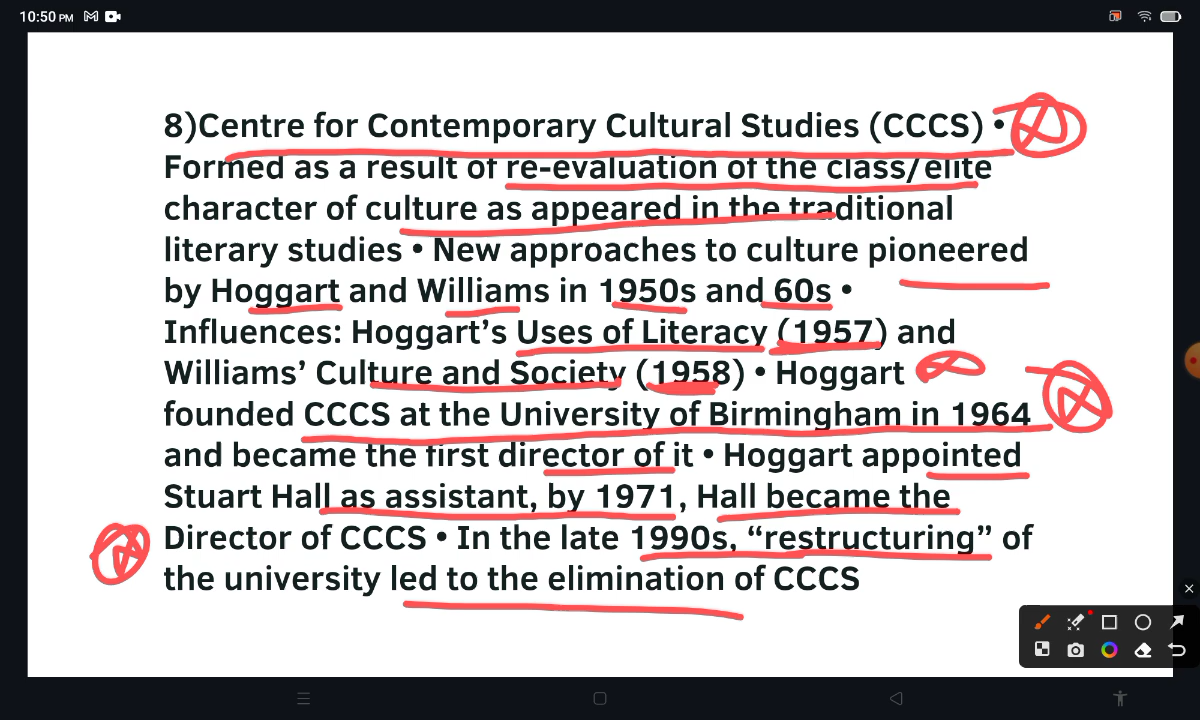 10:50 PM
8)Centre for Contemporary Cultural Studies (CCCS) •
Formed as a result of re-evaluation of the class/elite
character of culture as appeared in the traditional
literary studies • New approaches to culture pioneered
by Hoggart and Williams in 1950s and 60s •
Influences: Hoggart’s Uses of Literacy (1957) and
Williams’ Culture and Society (1958) • Hoggart
founded CCCS at the University of Birmingham in 1964
and became the first director of it • Hoggart appointed
Stuart Hall as assistant, by 1971, Hall became the
Director of CCCS • In the late 1990s, “restructuring” of
the university led to the elimination of CCCS